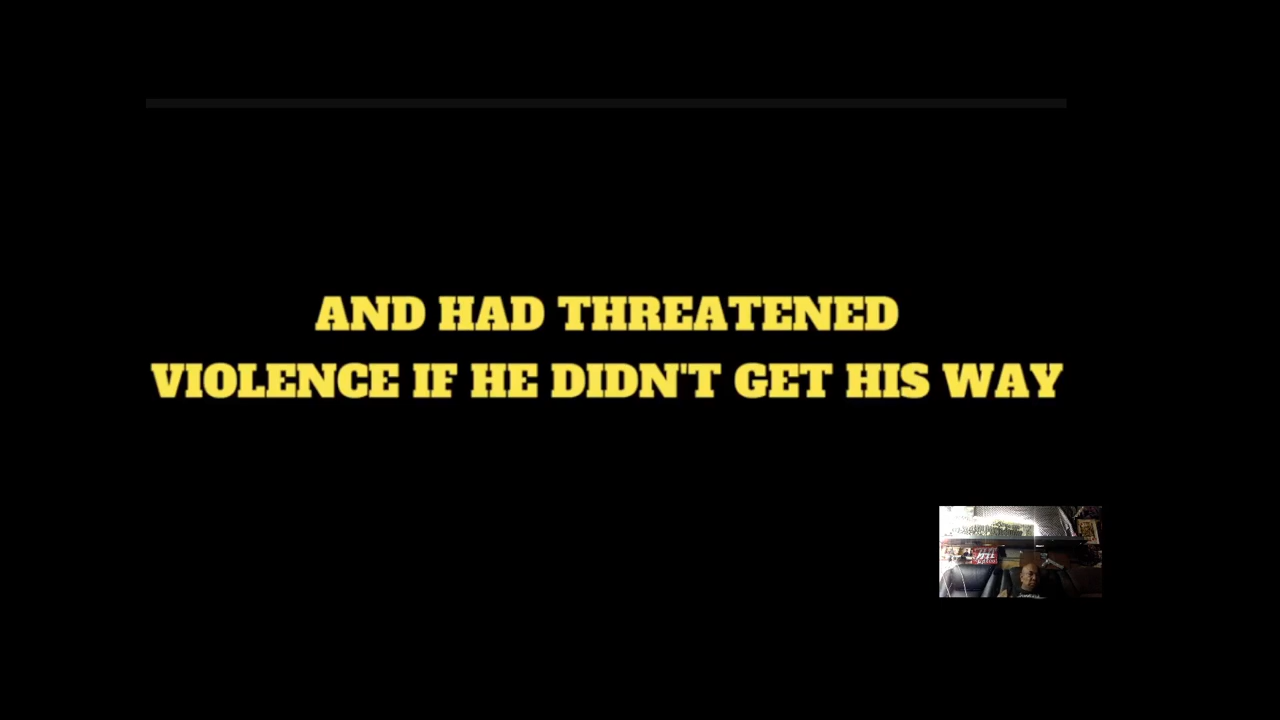 AND HAD THREATENED
VIOLENCE IF HE DIDN'T GET HIS WAY